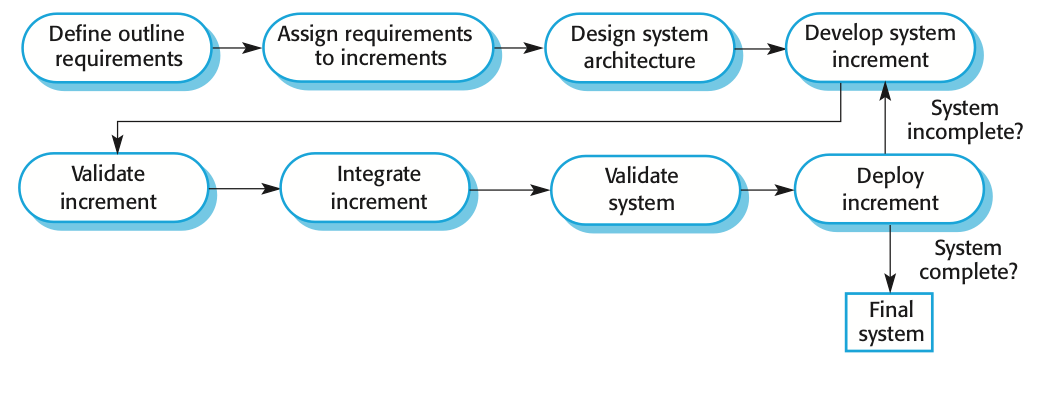 Define outline
requirements
Assign requirements
to increments
Design system
architecture
Develop system
increment
System
incomplete?
Validate
increment
Integrate
increment
Validate
system
Deploy
increment
System
complete?
Final
system